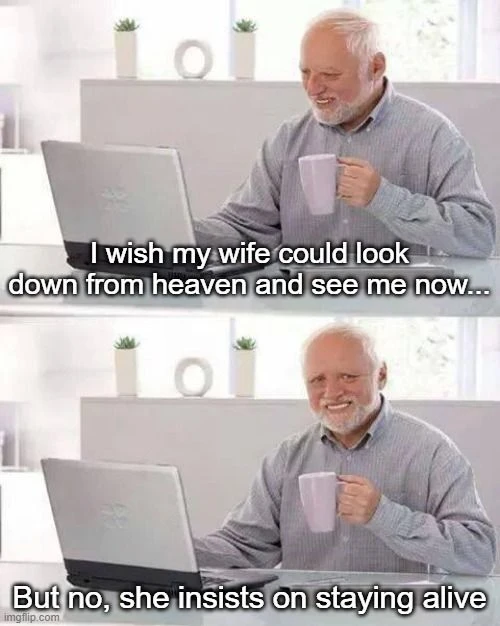 I wish my wife could look
down from heaven and see me now...
But no, she insists on staying alive
imgflip.com